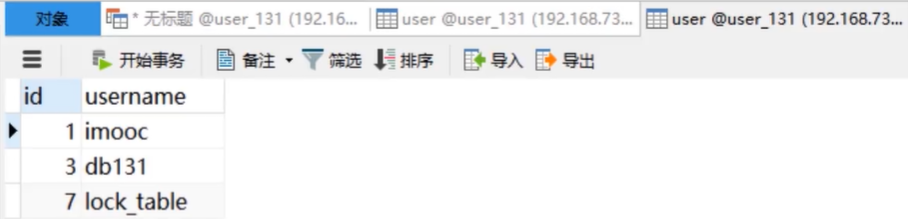 对象 * 无标题 @user_131 (192.16... user @user_131 (192.168.73... user @user_131 (192.168.73...
开始事务 备注 筛选 排序 导入 导出
id username
1 imooc
3 db131
7 lock_table